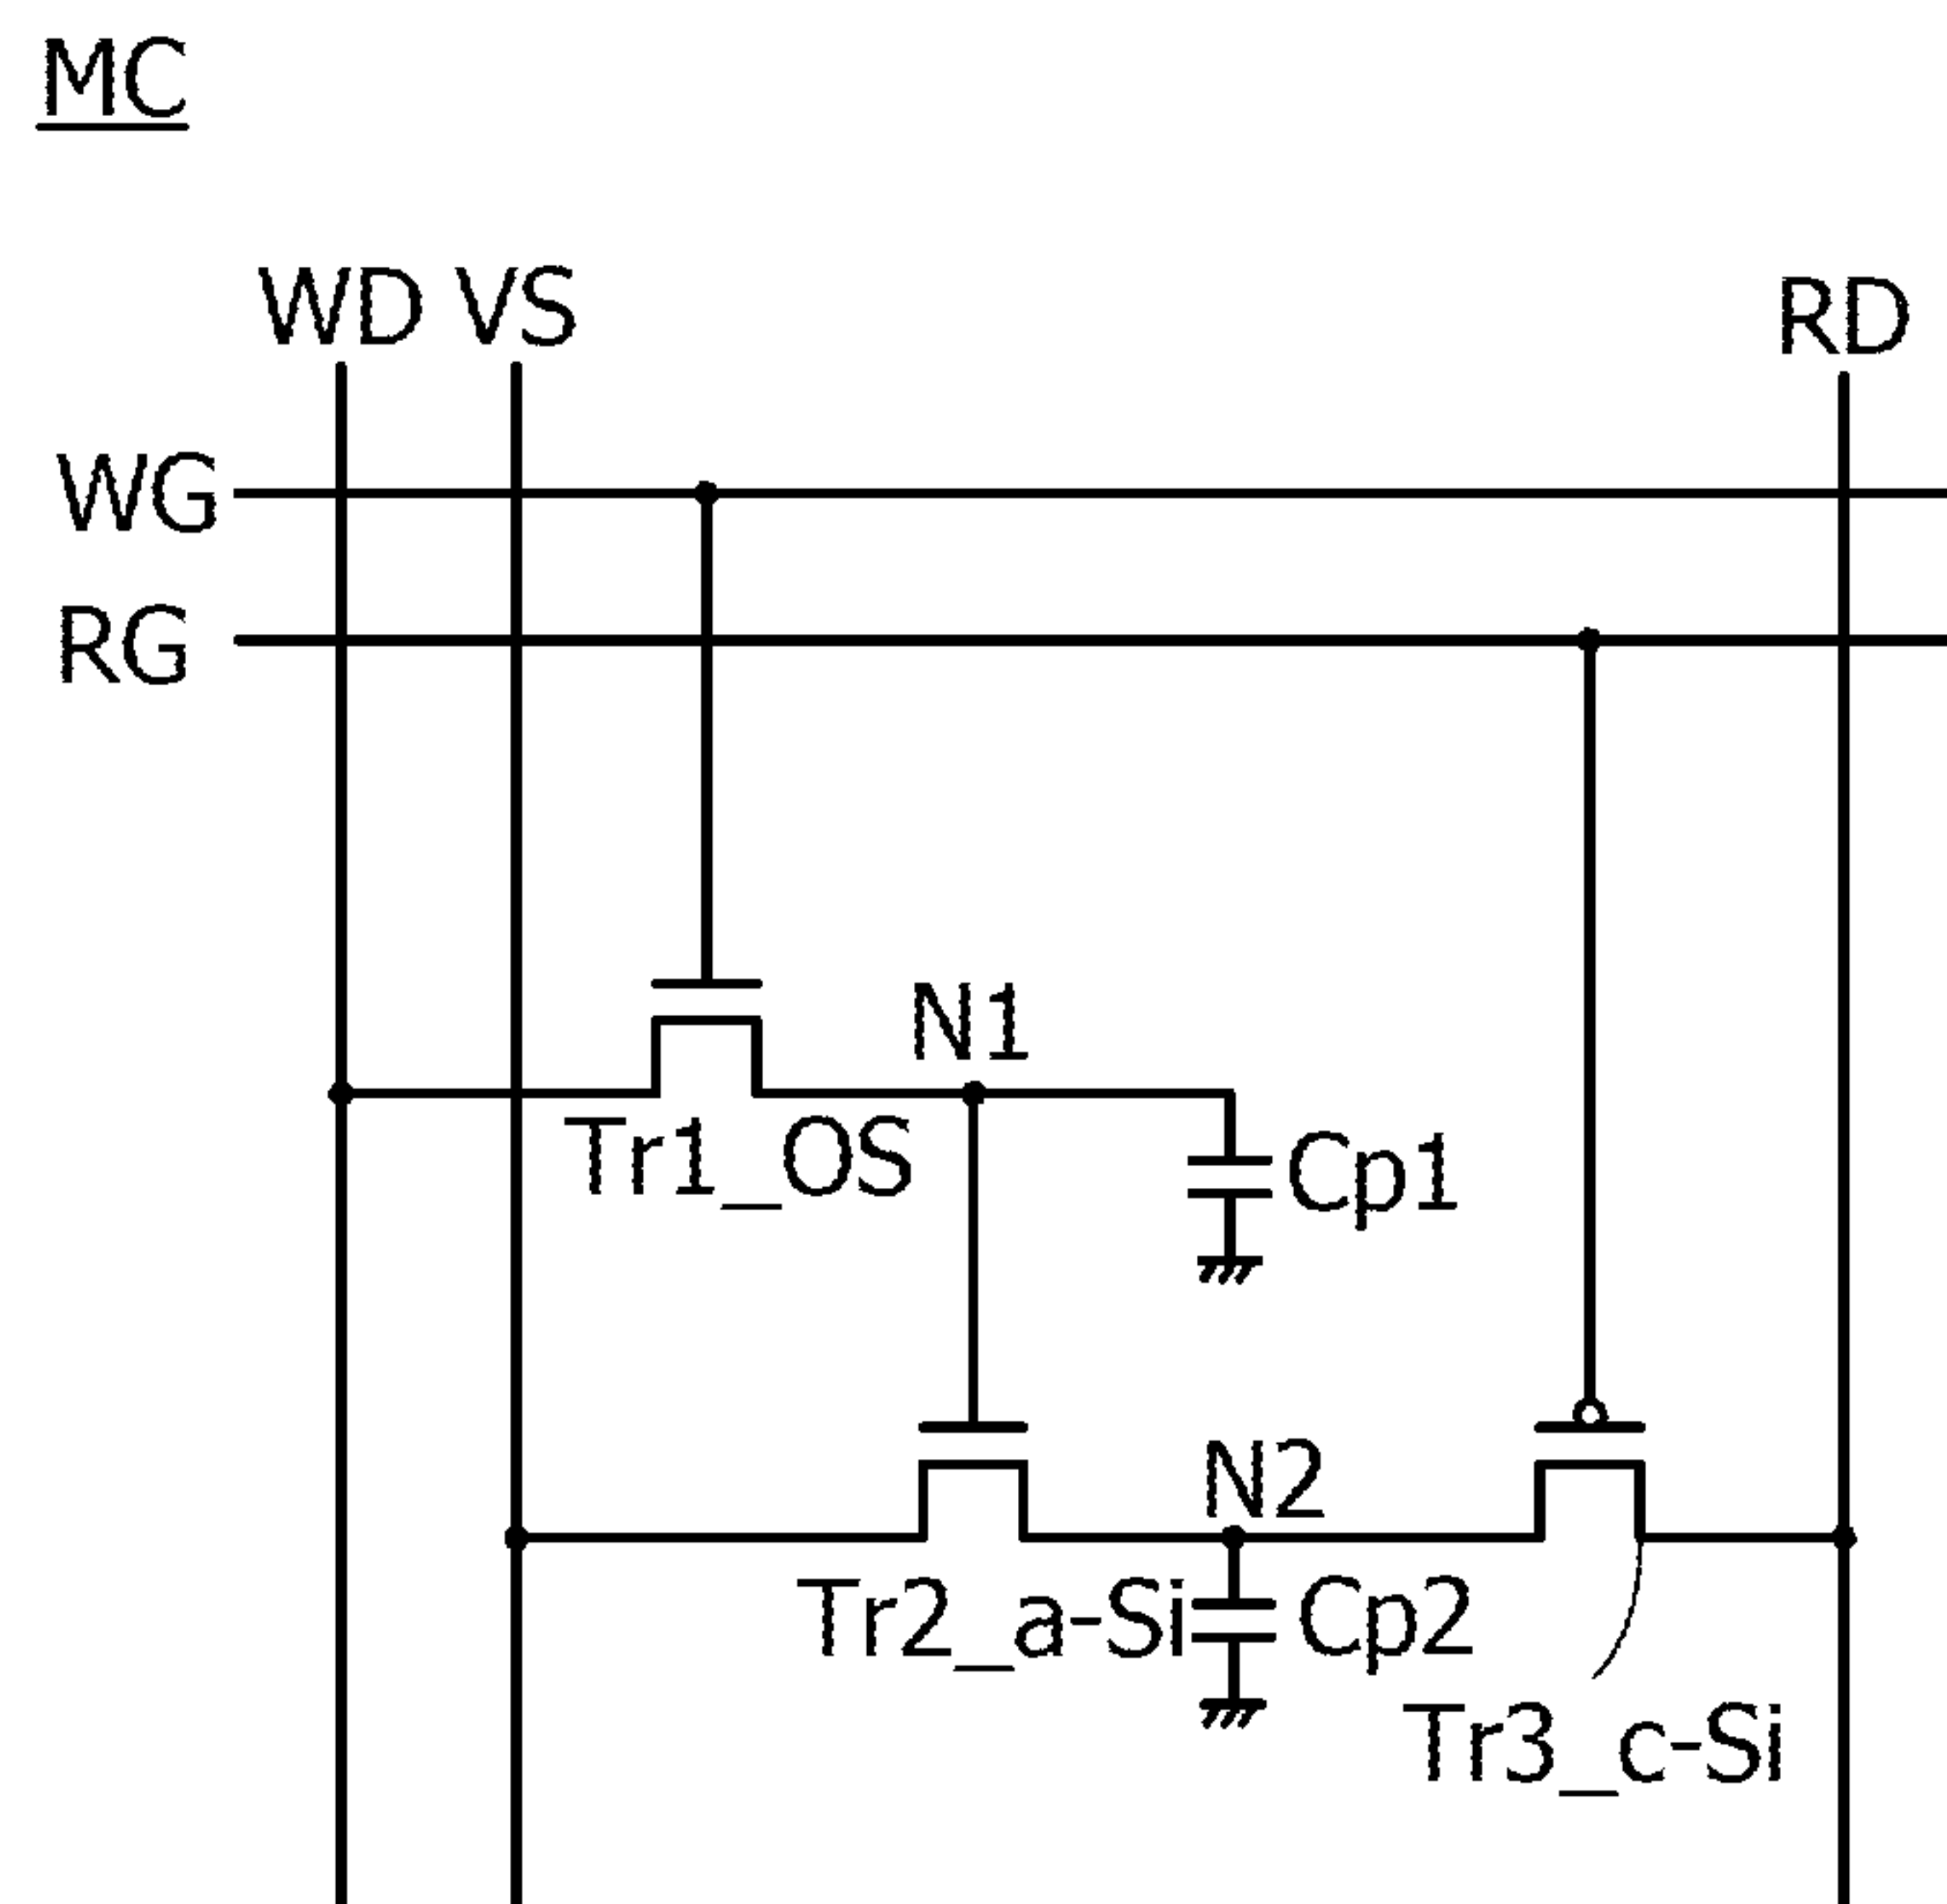 MC
WD VS RD
WG
RG
N1
Tr1_OS Cp1
N2
Tr2_a-Si Cp2
Tr3_c-Si